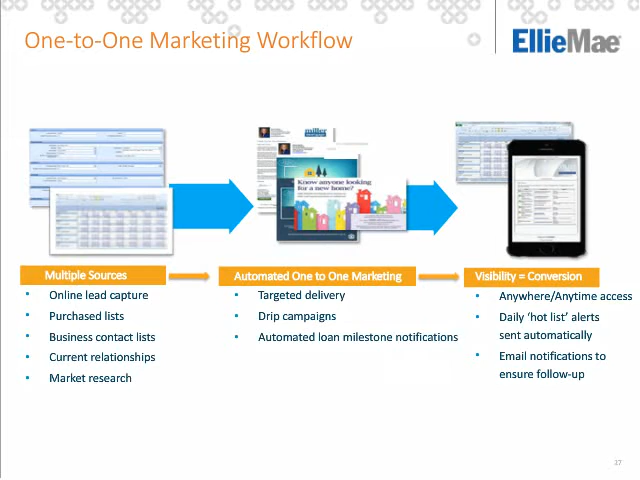 One-to-One Marketing Workflow
EllieMae
miller
Know anyone looking
for a new home?
Multiple Sources
Automated One to One Marketing
Visibility = Conversion
• Online lead capture
• Purchased lists
• Business contact lists
• Current relationships
• Market research
• Targeted delivery
• Drip campaigns
• Automated loan milestone notifications
• Anywhere/Anytime access
• Daily ‘hot list’ alerts
sent automatically
• Email notifications to
ensure follow-up
27